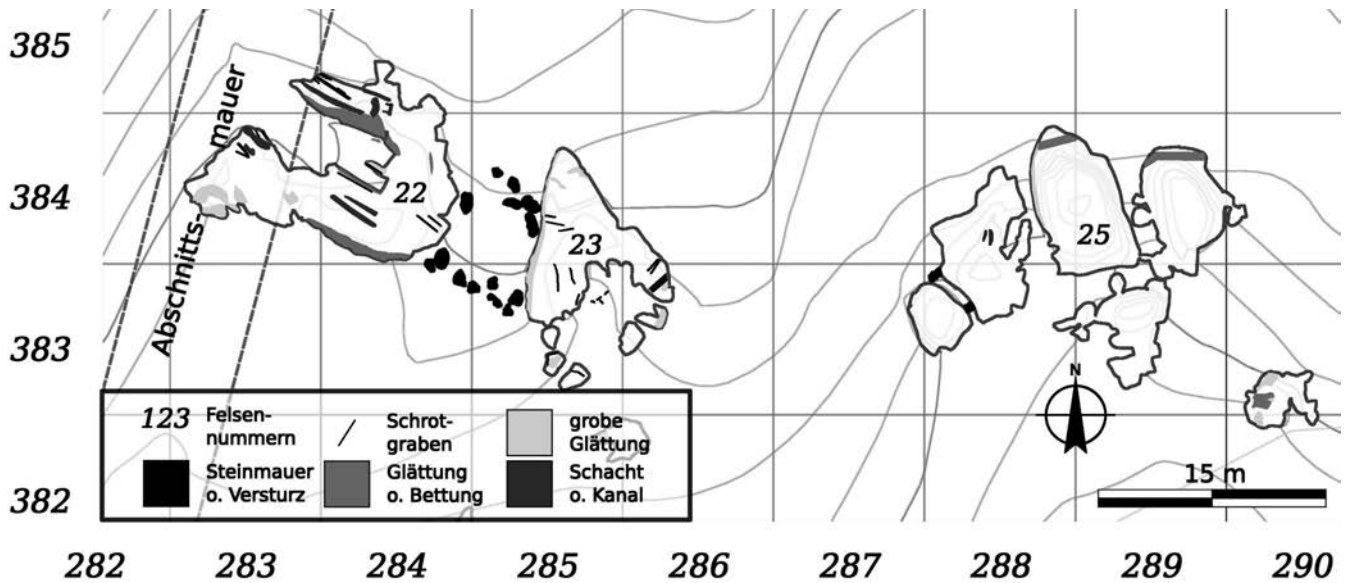 385
384
383
382
Abschnitts-
mauer
22
23
25
N
15 m
123 Felsen-
nummern
Schrot-
graben
grobe
Glättung
Steinmauer
o. Versturz
Glättung
o. Bettung
Schacht
o. Kanal
282 283 284 285 286 287 288 289 290